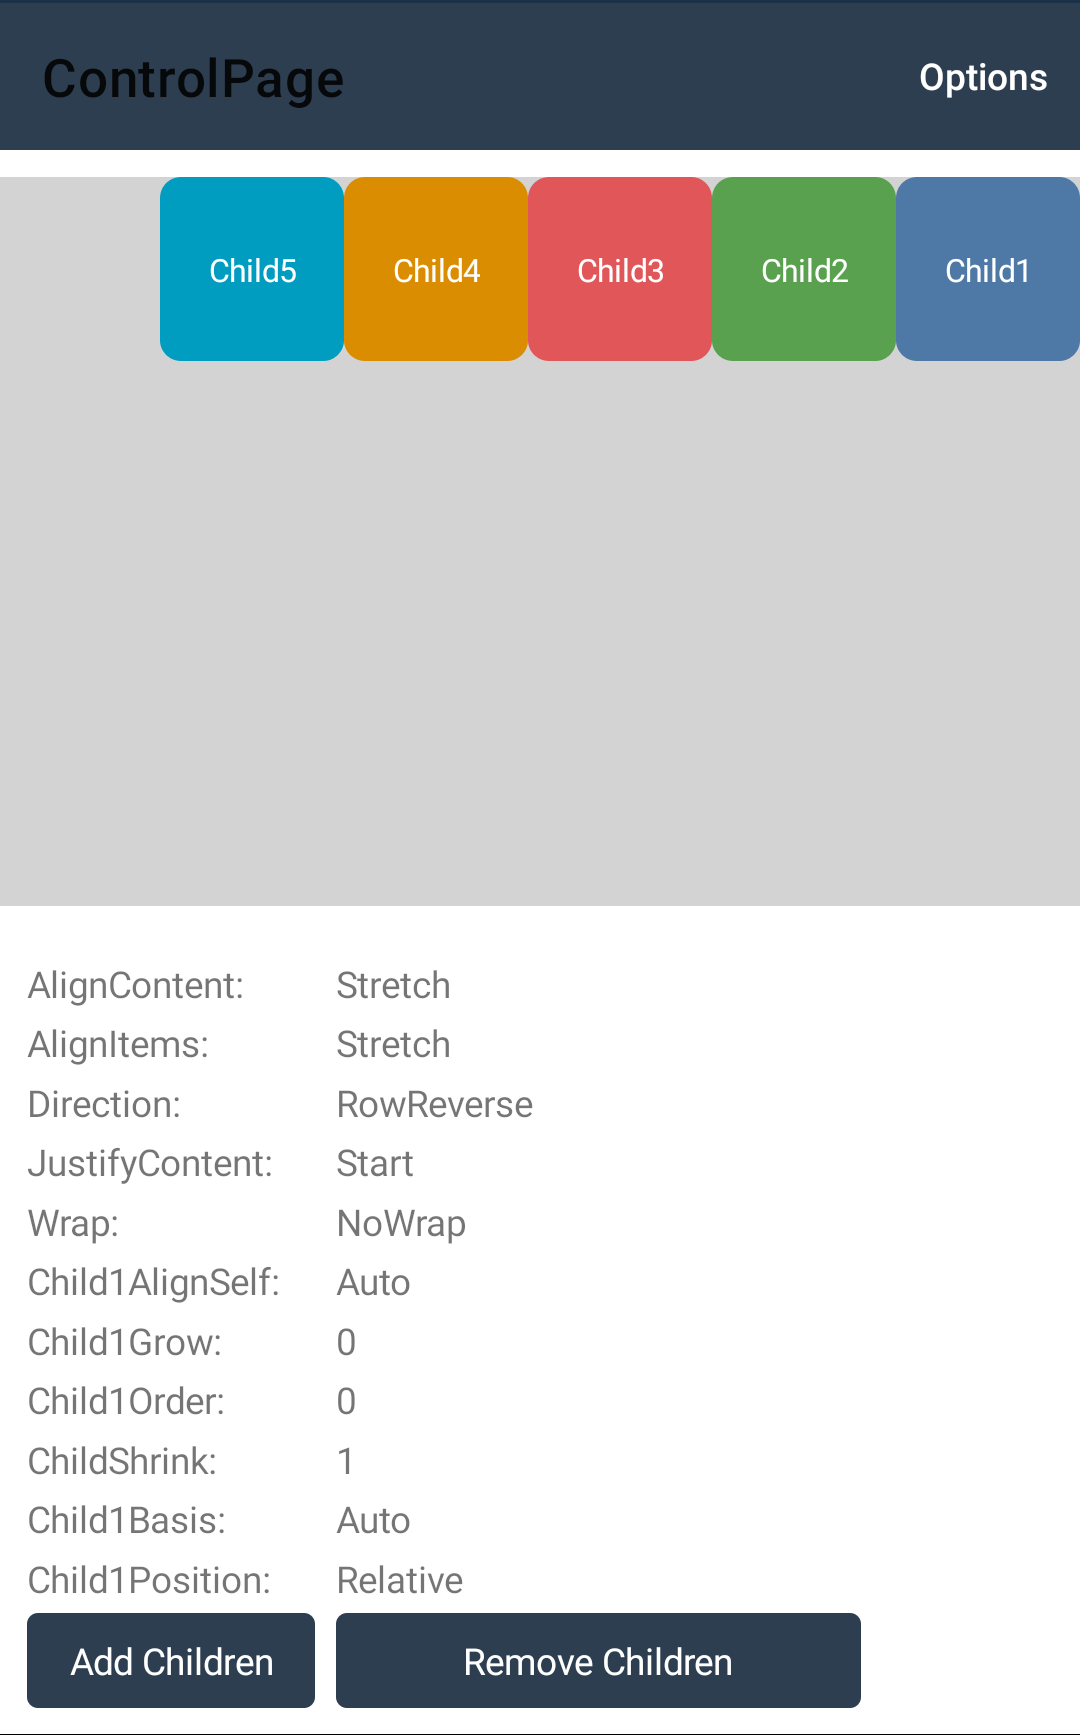 ControlPage Options
Child5 Child4 Child3 Child2 Child1
AlignContent: Stretch
AlignItems: Stretch
Direction: RowReverse
JustifyContent: Start
Wrap: NoWrap
Child1AlignSelf: Auto
Child1Grow: 0
Child1Order: 0
ChildShrink: 1
Child1Basis: Auto
Child1Position: Relative
Add Children Remove Children